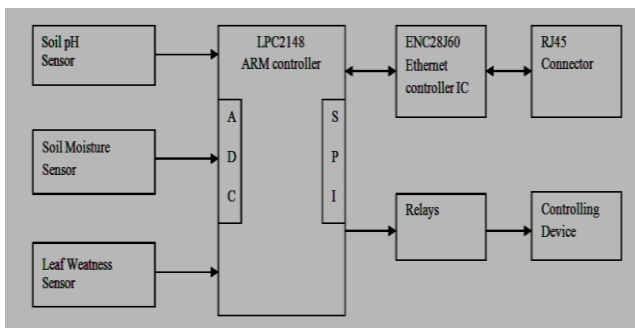 Soil pH
Sensor
LPC2148
ARM controller
ENC28J60
Ethernet
controller IC
RJ45
Connector
A
D
C
S
P
I
Soil Moisture
Sensor
Relays
Controlling
Device
Leaf Weatness
Sensor